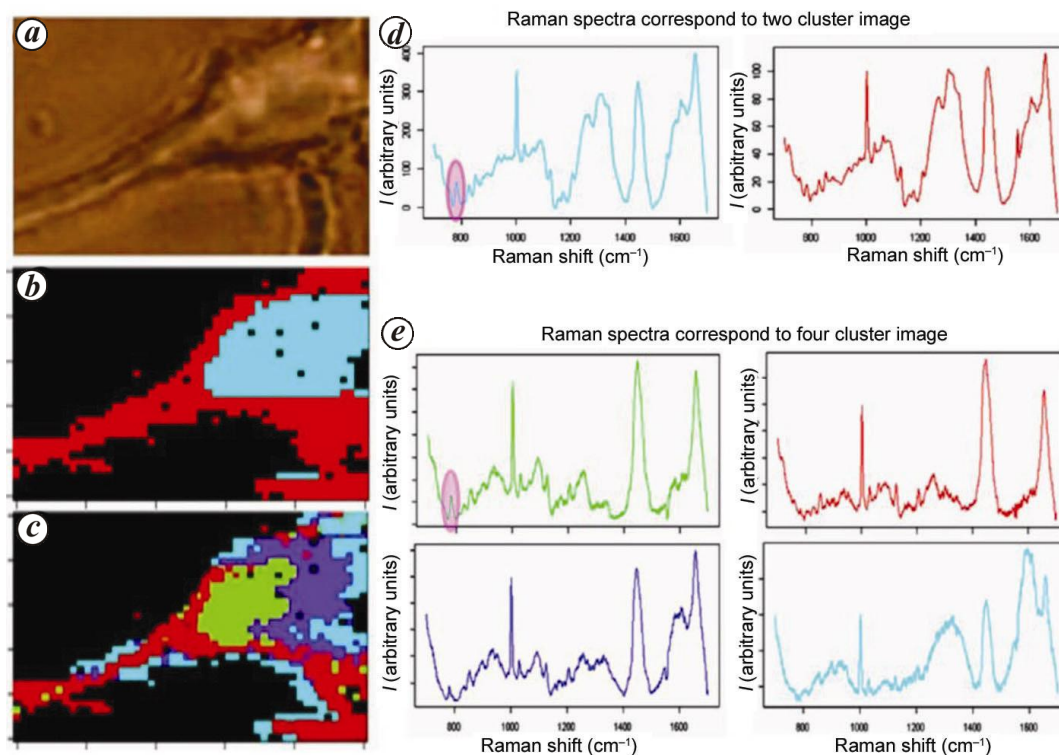 a
b
c
d
Raman spectra correspond to two cluster image
I (arbitrary units)
400
300
200
100
0
800
1000
1200
1400
1600
Raman shift (cm–1)
I (arbitrary units)
100
80
60
40
20
0
800
1000
1200
1400
1600
Raman shift (cm–1)
e
Raman spectra correspond to four cluster image
I (arbitrary units)
I (arbitrary units)
I (arbitrary units)
800
1000
1200
1400
1600
Raman shift (cm–1)
I (arbitrary units)
800
1000
1200
1400
1600
Raman shift (cm–1)